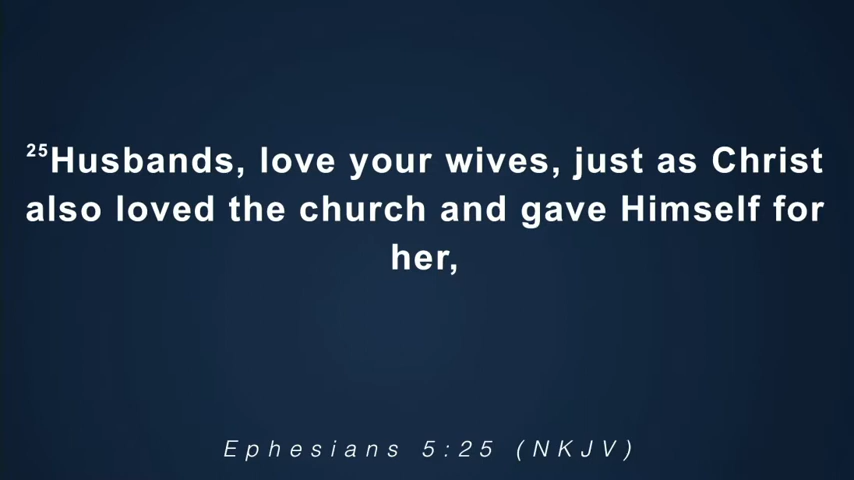 25Husbands, love your wives, just as Christ
also loved the church and gave Himself for
her,
Ephesians 5:25 (NKJV)